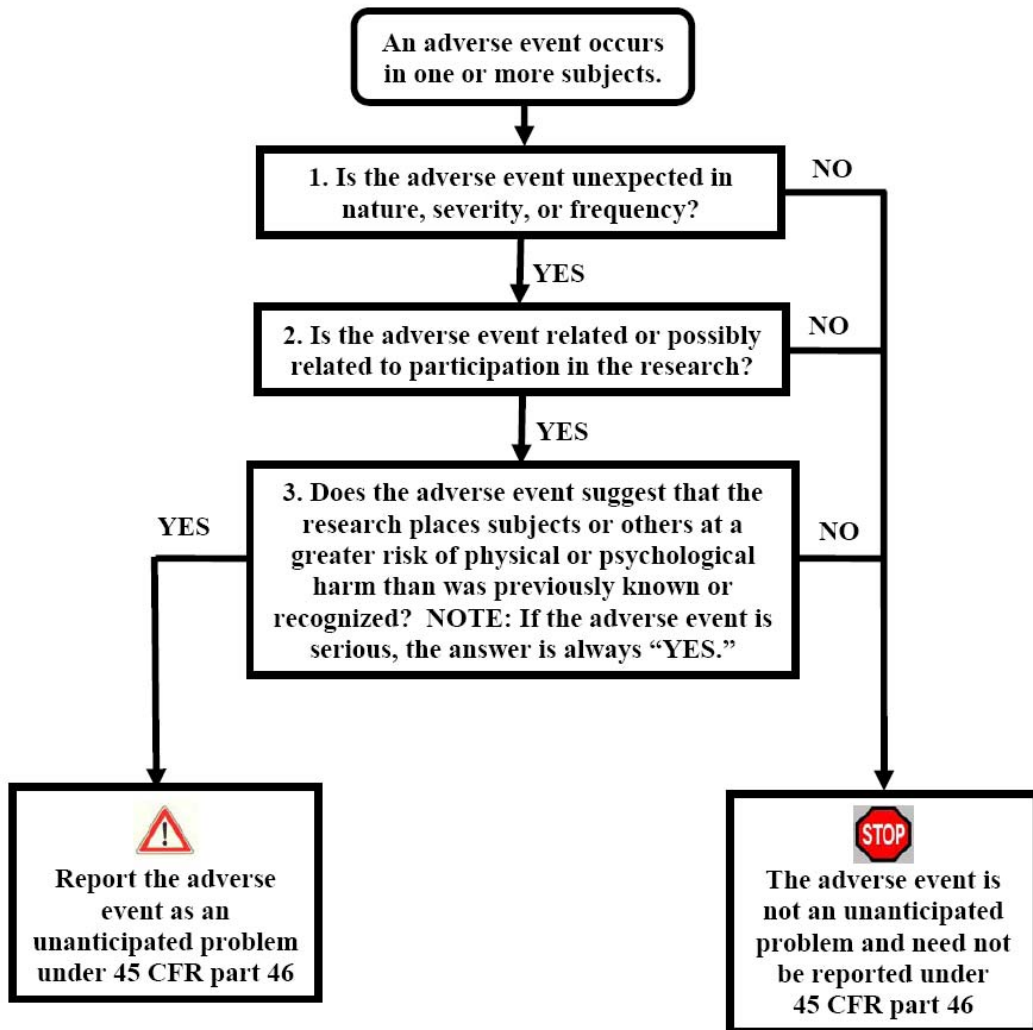 An adverse event occurs
in one or more subjects.
1. Is the adverse event unexpected in
nature, severity, or frequency?
NO
YES
2. Is the adverse event related or possibly
related to participation in the research?
NO
YES
3. Does the adverse event suggest that the
research places subjects or others at a
greater risk of physical or psychological
harm than was previously known or
recognized?  NOTE: If the adverse event is
serious, the answer is always “YES.”
YES
NO
!
Report the adverse
event as an
unanticipated problem
under 45 CFR part 46
STOP
The adverse event is
not an unanticipated
problem and need not
be reported under
45 CFR part 46